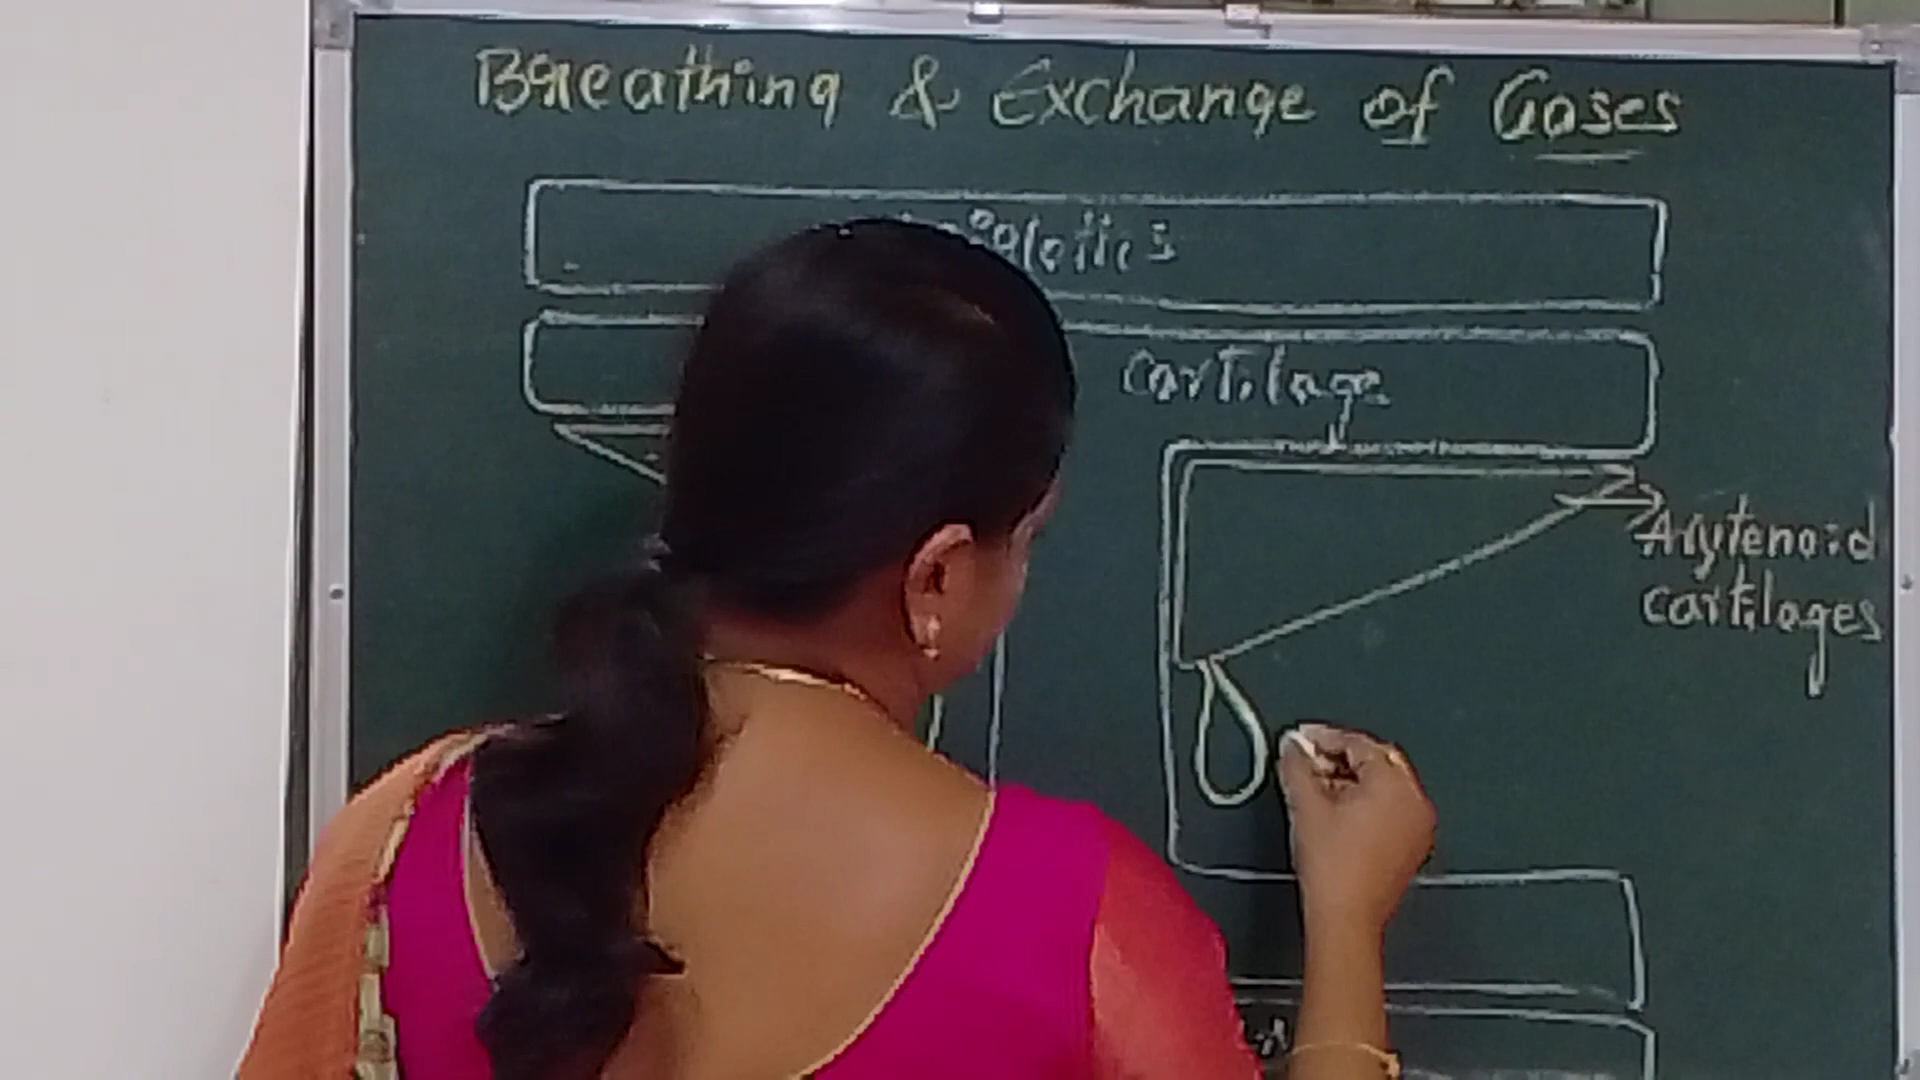 Breathing & Exchange of Gases
cartilage
Arytenoid
cartilages